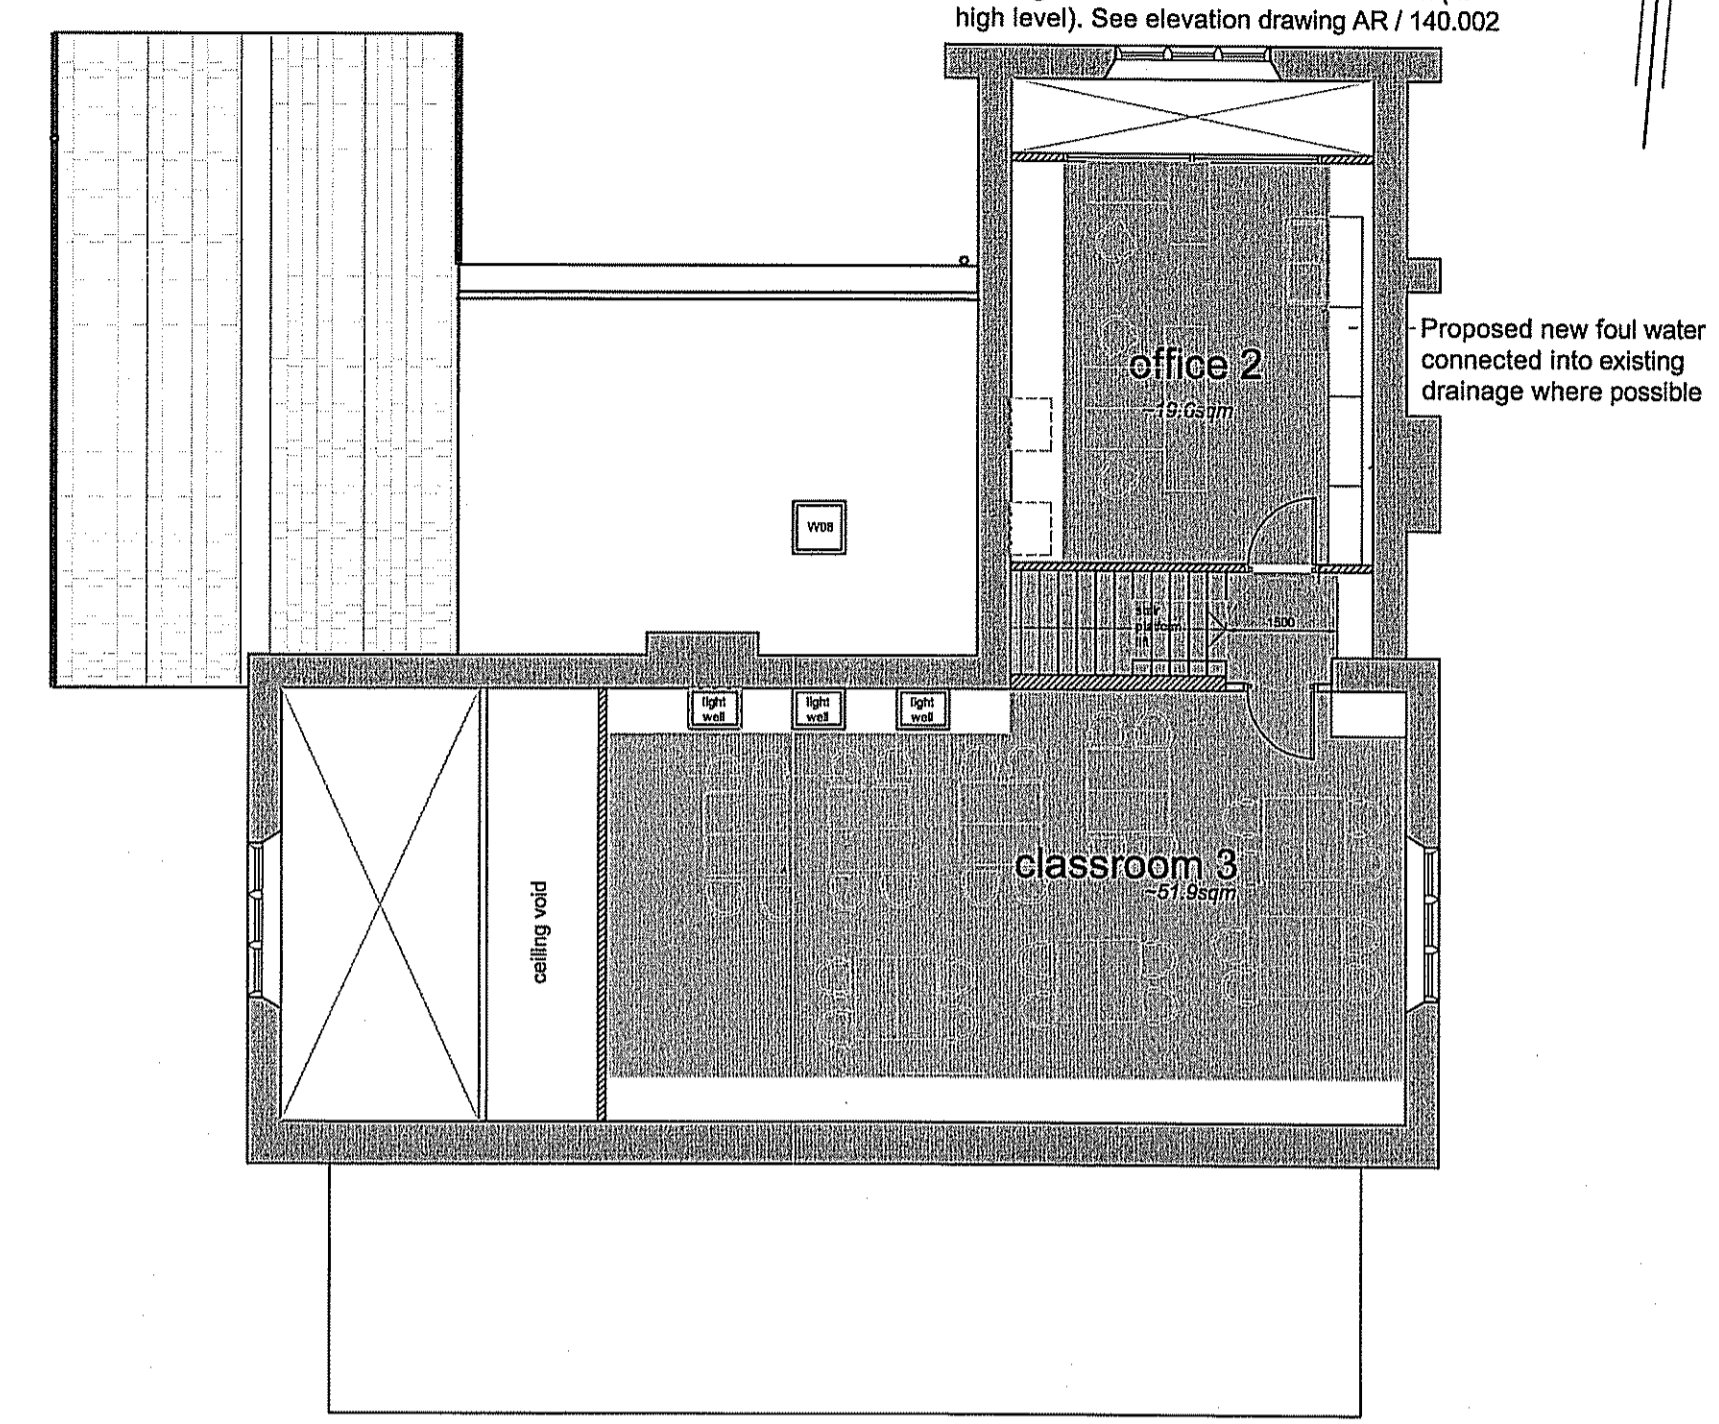 high level). See elevation drawing AR / 140.002
Proposed new foul water
connected into existing
drainage where possible
office 2
~19.6sqm
W08
stair
platform
lift
1500
light
well
light
well
light
well
classroom 3
~51.9sqm
ceiling void